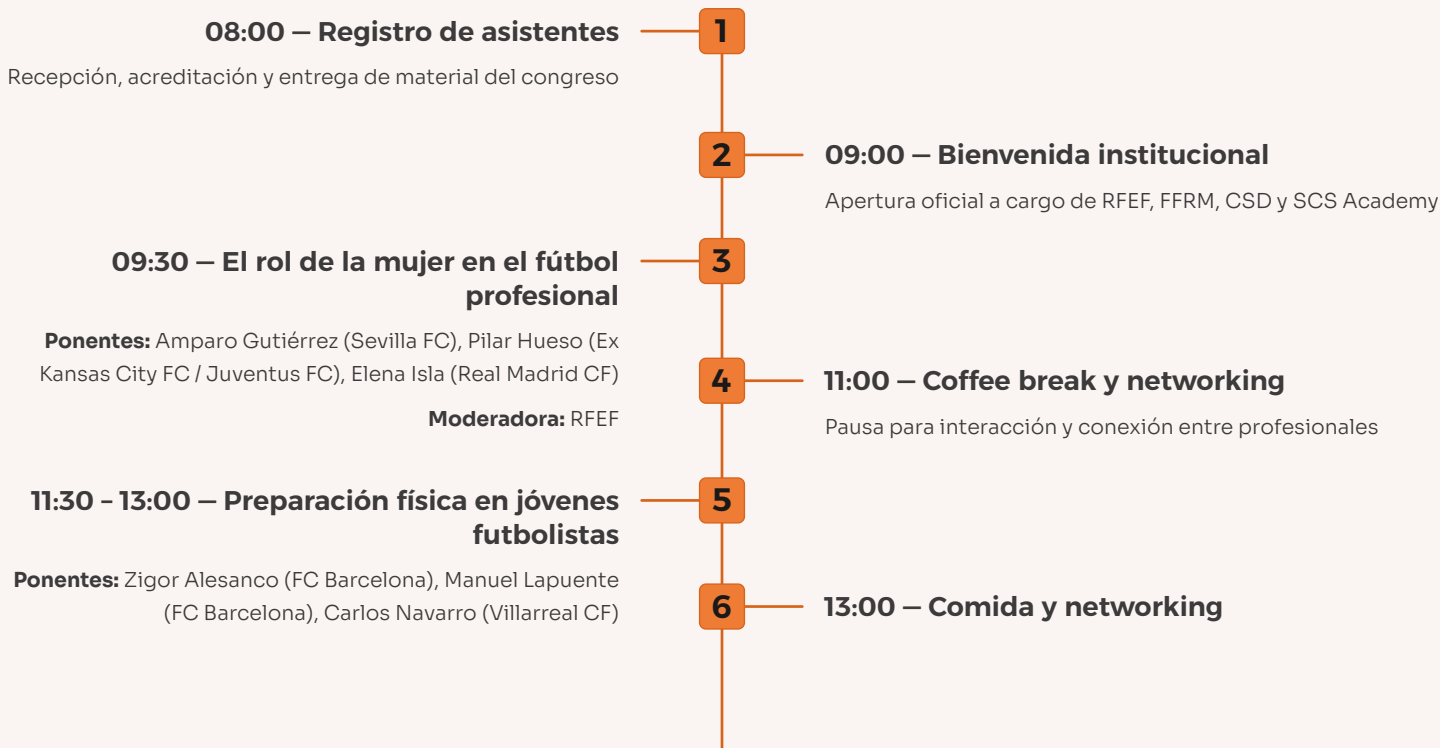 08:00 — Registro de asistentes
1
Recepción, acreditación y entrega de material del congreso
2
09:00 — Bienvenida institucional
Apertura oficial a cargo de RFEF, FFRM, CSD y SCS Academy
09:30 — El rol de la mujer en el fútbol
profesional
3
Ponentes: Amparo Gutiérrez (Sevilla FC), Pilar Hueso (Ex
Kansas City FC / Juventus FC), Elena Isla (Real Madrid CF)
Moderadora: RFEF
4
11:00 — Coffee break y networking
Pausa para interacción y conexión entre profesionales
11:30 – 13:00 — Preparación física en jóvenes
futbolistas
5
Ponentes: Zigor Alesanco (FC Barcelona), Manuel Lapuente
(FC Barcelona), Carlos Navarro (Villarreal CF)
6
13:00 — Comida y networking